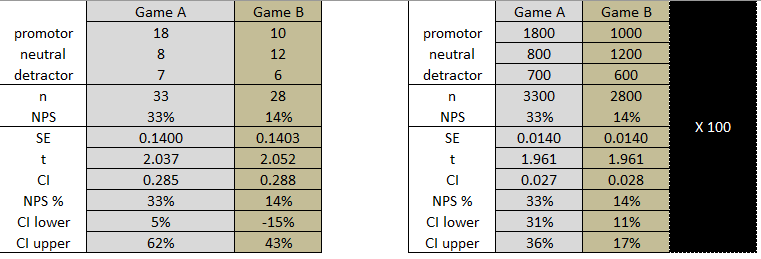 Game A Game B Game A Game B
promotor 18 10 promotor 1800 1000
neutral 8 12 neutral 800 1200
detractor 7 6 detractor 700 600
n 33 28 n 3300 2800
NPS 33% 14% NPS 33% 14% X 100
SE 0.1400 0.1403 SE 0.0140 0.0140
t 2.037 2.052 t 1.961 1.961
CI 0.285 0.288 CI 0.027 0.028
NPS % 33% 14% NPS % 33% 14%
CI lower 5% -15% CI lower 31% 11%
CI upper 62% 43% CI upper 36% 17%